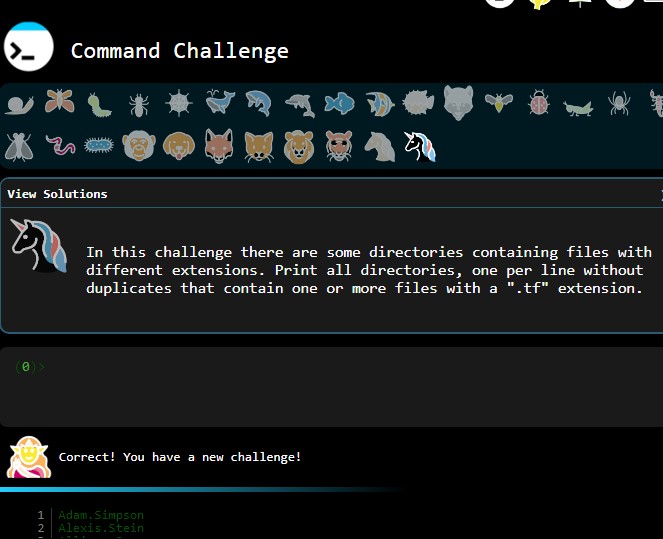 Command Challenge
View Solutions
In this challenge there are some directories containing files with
different extensions. Print all directories, one per line without
duplicates that contain one or more files with a ".tf" extension.
(0)>
Correct! You have a new challenge!
1 Adam.Simpson
2 Alexis.Stein